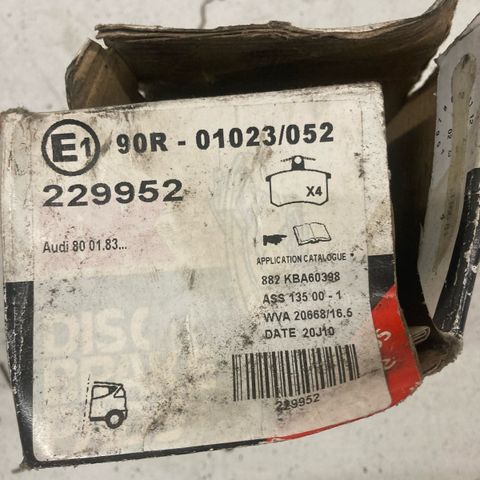 E1 90R - 01023/052
229952
X4
Audi 80 01.83...
APPLICATION CATALOGUE
882 KBA60398
ASS 135 00 - 1
WVA 20668/16.5
DATE 20J10
DISC
229952